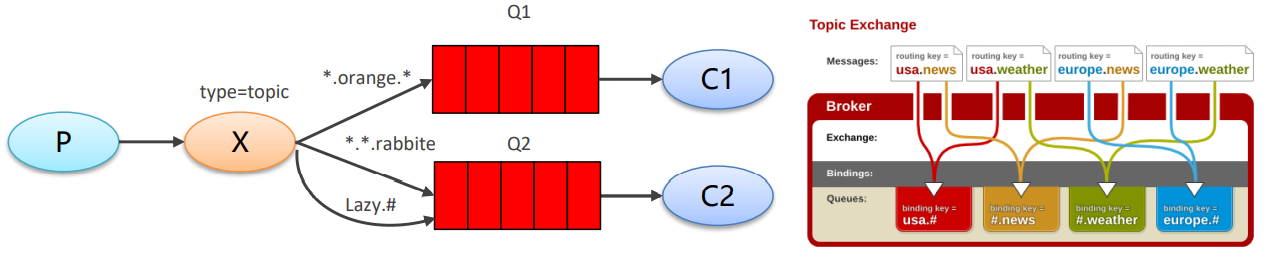 Q1
*.orange.*
type=topic
P
X
C1
*.*.rabbite
Q2
Lazy.#
C2
Topic Exchange
Messages:
routing key =
usa.news
routing key =
usa.weather
routing key =
europe.news
routing key =
europe.weather
Broker
Exchange:
Bindings:
Queues:
binding key =
usa.#
binding key =
#.news
binding key =
#.weather
binding key =
europe.#